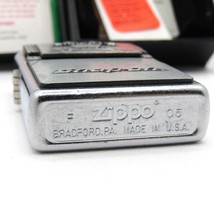 F zippo® 05
BRADFORD, PA. MADE IN U.S.A.